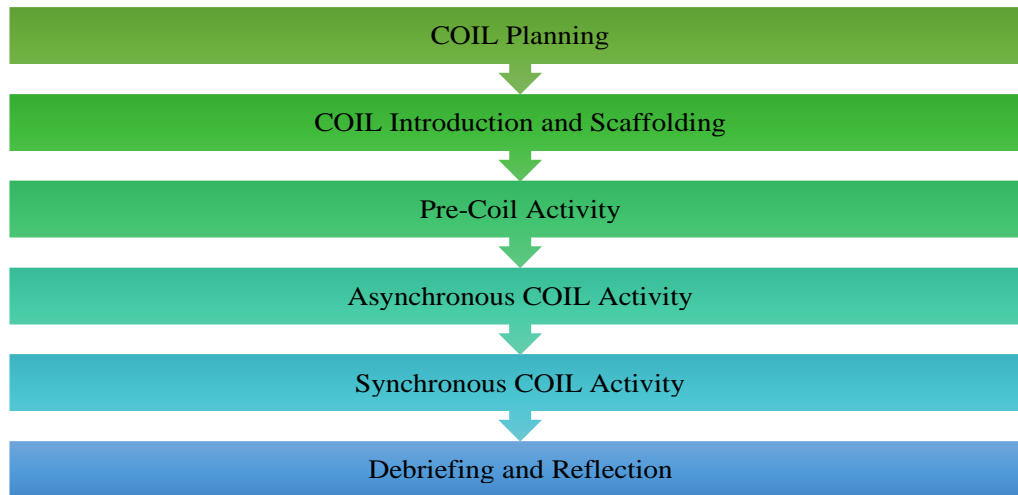 COIL Planning
COIL Introduction and Scaffolding
Pre-Coil Activity
Asynchronous COIL Activity
Synchronous COIL Activity
Debriefing and Reflection